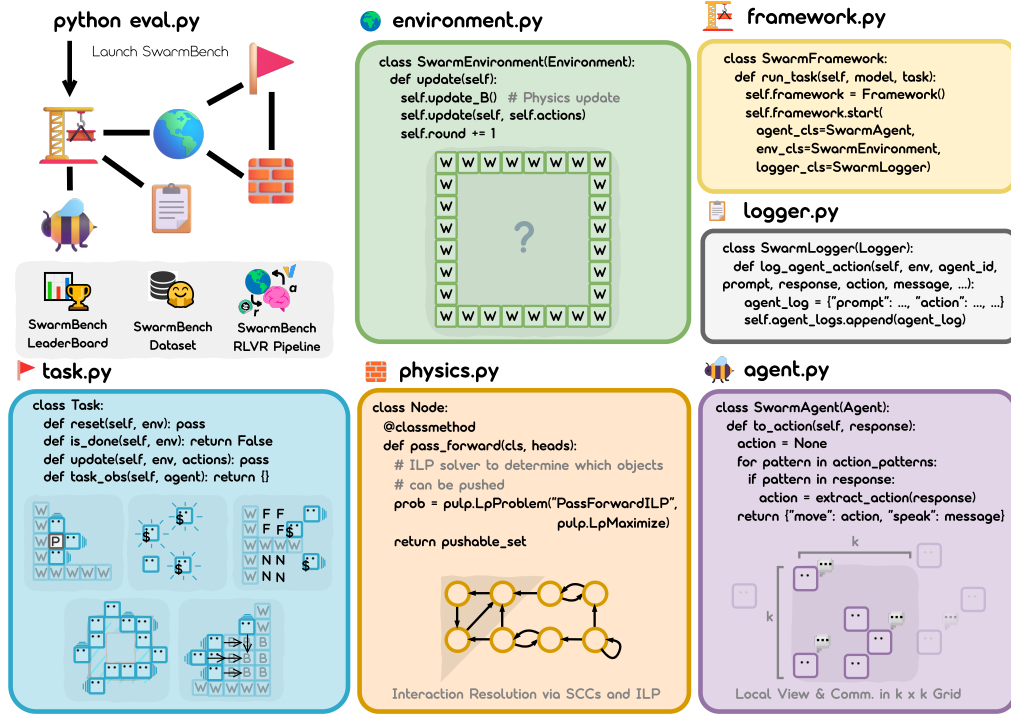 python eval.py
Launch SwarmBench
SwarmBench
LeaderBoard
SwarmBench
Dataset
α
r
SwarmBench
RLVR Pipeline
environment.py
class SwarmEnvironment(Environment):
def update(self):
self.update_B() # Physics update
self.update(self, self.actions)
self.round += 1
W W W W W W W W
W W
W W
W W
W W
W W
W W
W W W W W W W W
?
framework.py
class SwarmFramework:
def run_task(self, model, task):
self.framework = Framework()
self.framework.start(
agent_cls=SwarmAgent,
env_cls=SwarmEnvironment,
logger_cls=SwarmLogger)
logger.py
class SwarmLogger(Logger):
def log_agent_action(self, env, agent_id,
prompt, response, action, message, ...):
agent_log = {"prompt": ..., "action": ..., ...}
self.agent_logs.append(agent_log)
task.py
class Task:
def reset(self, env): pass
def is_done(self, env): return False
def update(self, env, actions): pass
def task_obs(self, agent): return {}
W
W
W P
W
W W W W W
$
$
$
W F F
W F F $
W W W W
W N N $
W N N
W
W
B W
B B W
B B W
W W W W W
physics.py
class Node:
@classmethod
def pass_forward(cls, heads):
# ILP solver to determine which objects
# can be pushed
prob = pulp.LpProblem("PassForwardILP",
pulp.LpMaximize)
return pushable_set
Interaction Resolution via SCCs and ILP
agent.py
class SwarmAgent(Agent):
def to_action(self, response):
action = None
for pattern in action_patterns:
if pattern in response:
action = extract_action(response)
return {"move": action, "speak": message}
k
k
Local View & Comm. in k x k Grid